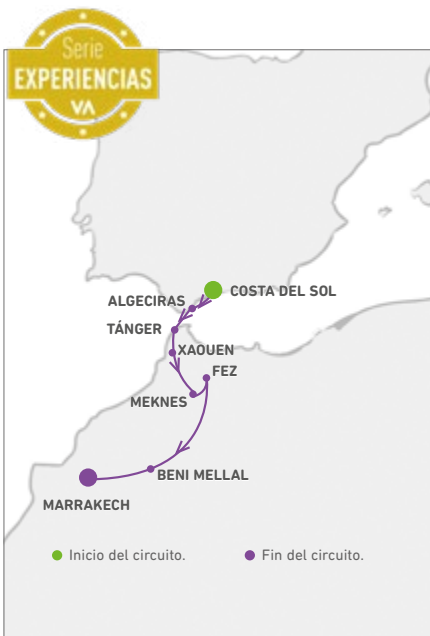 Serie
EXPERIENCIAS
VA
COSTA DEL SOL
ALGECIRAS
TÁNGER
XAOUEN
FEZ
MEKNES
BENI MELLAL
MARRAKECH
Inicio del circuito.
Fin del circuito.